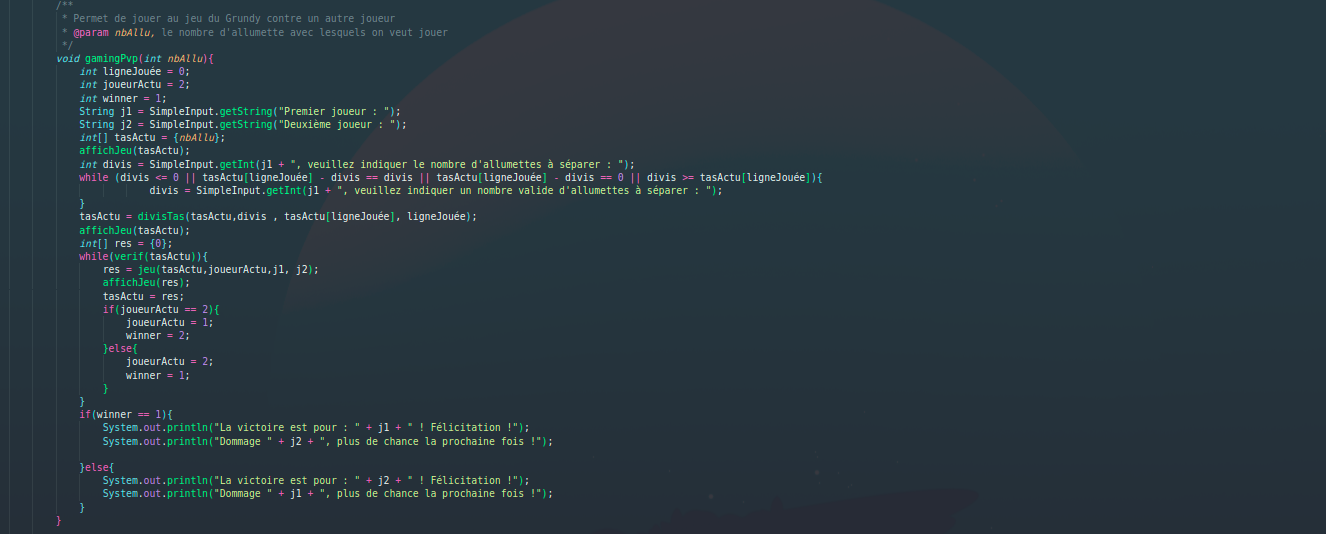 /**
 * Permet de jouer au jeu du Grundy contre un autre joueur
 * @param nbAllu, le nombre d'allumette avec lesquels on veut jouer
 */
void gamingPvp(int nbAllu){
    int ligneJouée = 0;
    int joueurActu = 2;
    int winner = 1;
    String j1 = SimpleInput.getString("Premier joueur : ");
    String j2 = SimpleInput.getString("Deuxième joueur : ");
    int[] tasActu = {nbAllu};
    affichJeu(tasActu);
    int divis = SimpleInput.getInt(j1 + ", veuillez indiquer le nombre d'allumettes à séparer : ");
    while (divis <= 0 || tasActu[ligneJouée] - divis == divis || tasActu[ligneJouée] - divis == 0 || divis >= tasActu[ligneJouée]){
                divis = SimpleInput.getInt(j1 + ", veuillez indiquer un nombre valide d'allumettes à séparer : ");
    }
    tasActu = divisTas(tasActu,divis , tasActu[ligneJouée], ligneJouée);
    affichJeu(tasActu);
    int[] res = {0};
    while(verif(tasActu)){
        res = jeu(tasActu,joueurActu,j1, j2);
        affichJeu(res);
        tasActu = res;
        if(joueurActu == 2){
            joueurActu = 1;
            winner = 2;
        }else{
            joueurActu = 2;
            winner = 1;
        }
    }
    if(winner == 1){
        System.out.println("La victoire est pour : " + j1 + " ! Félicitation !");
        System.out.println("Dommage " + j2 + ", plus de chance la prochaine fois !");
    }else{
        System.out.println("La victoire est pour : " + j2 + " ! Félicitation !");
        System.out.println("Dommage " + j1 + ", plus de chance la prochaine fois !");
    }
}